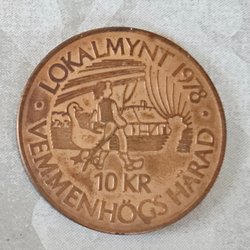 LOKALMYNT 1978
10 KR
VEMMENHÖGS HÄRAD